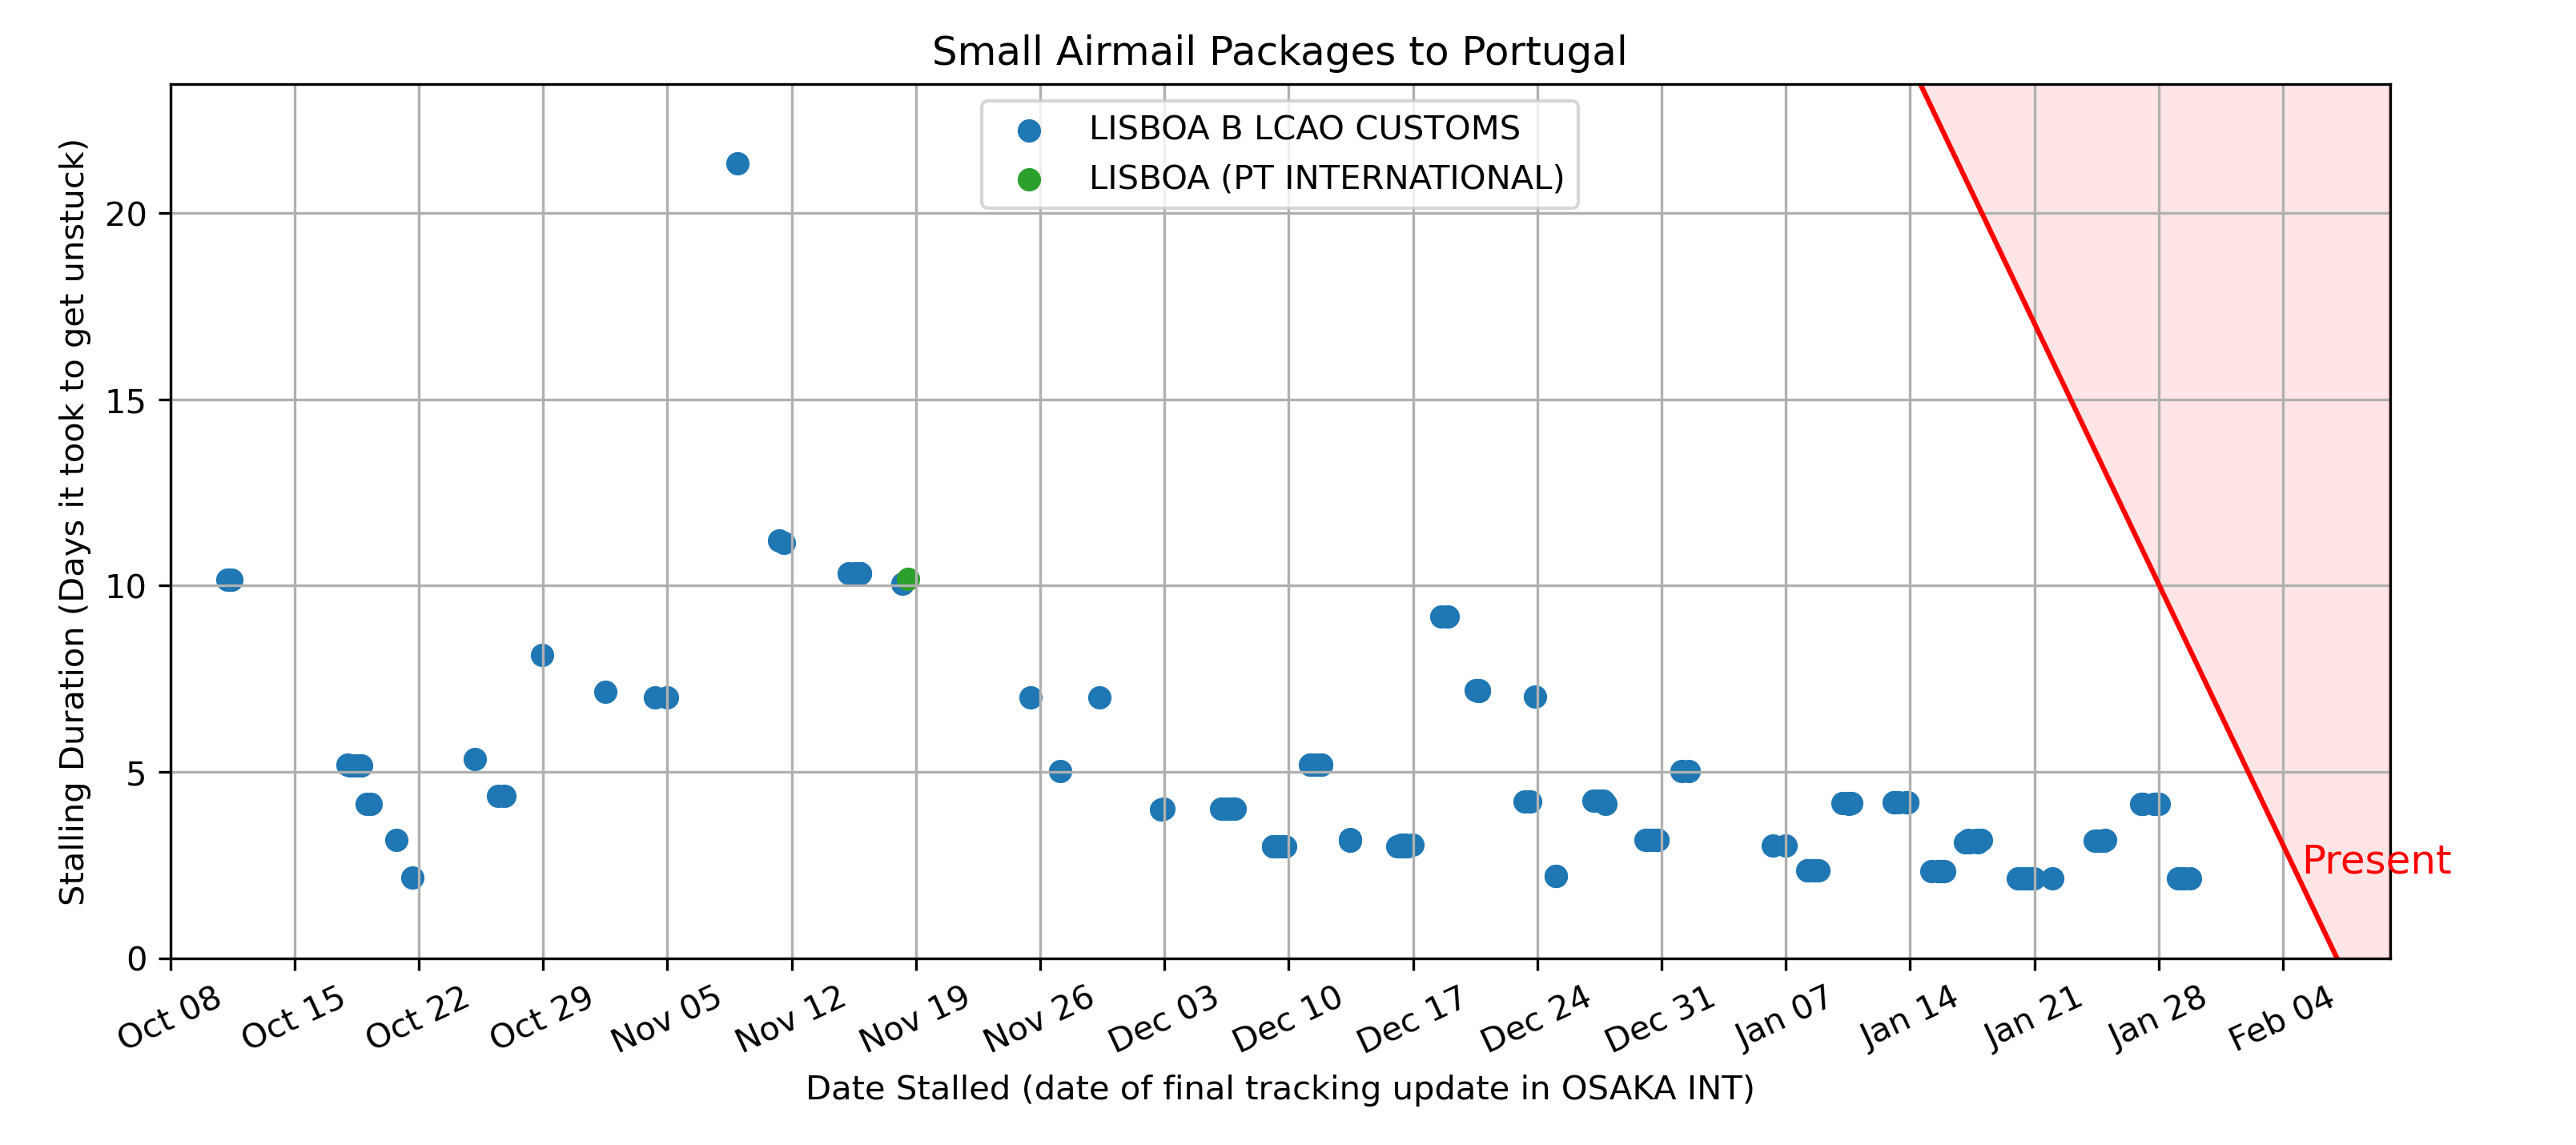 Small Airmail Packages to Portugal
LISBOA B LCAO CUSTOMS
LISBOA (PT INTERNATIONAL)
Stalling Duration (Days it took to get unstuck)
20
15
10
5
0
Present
Oct 08
Oct 15
Oct 22
Oct 29
Nov 05
Nov 12
Nov 19
Nov 26
Dec 03
Dec 10
Dec 17
Dec 24
Dec 31
Jan 07
Jan 14
Jan 21
Jan 28
Feb 04
Date Stalled (date of final tracking update in OSAKA INT)